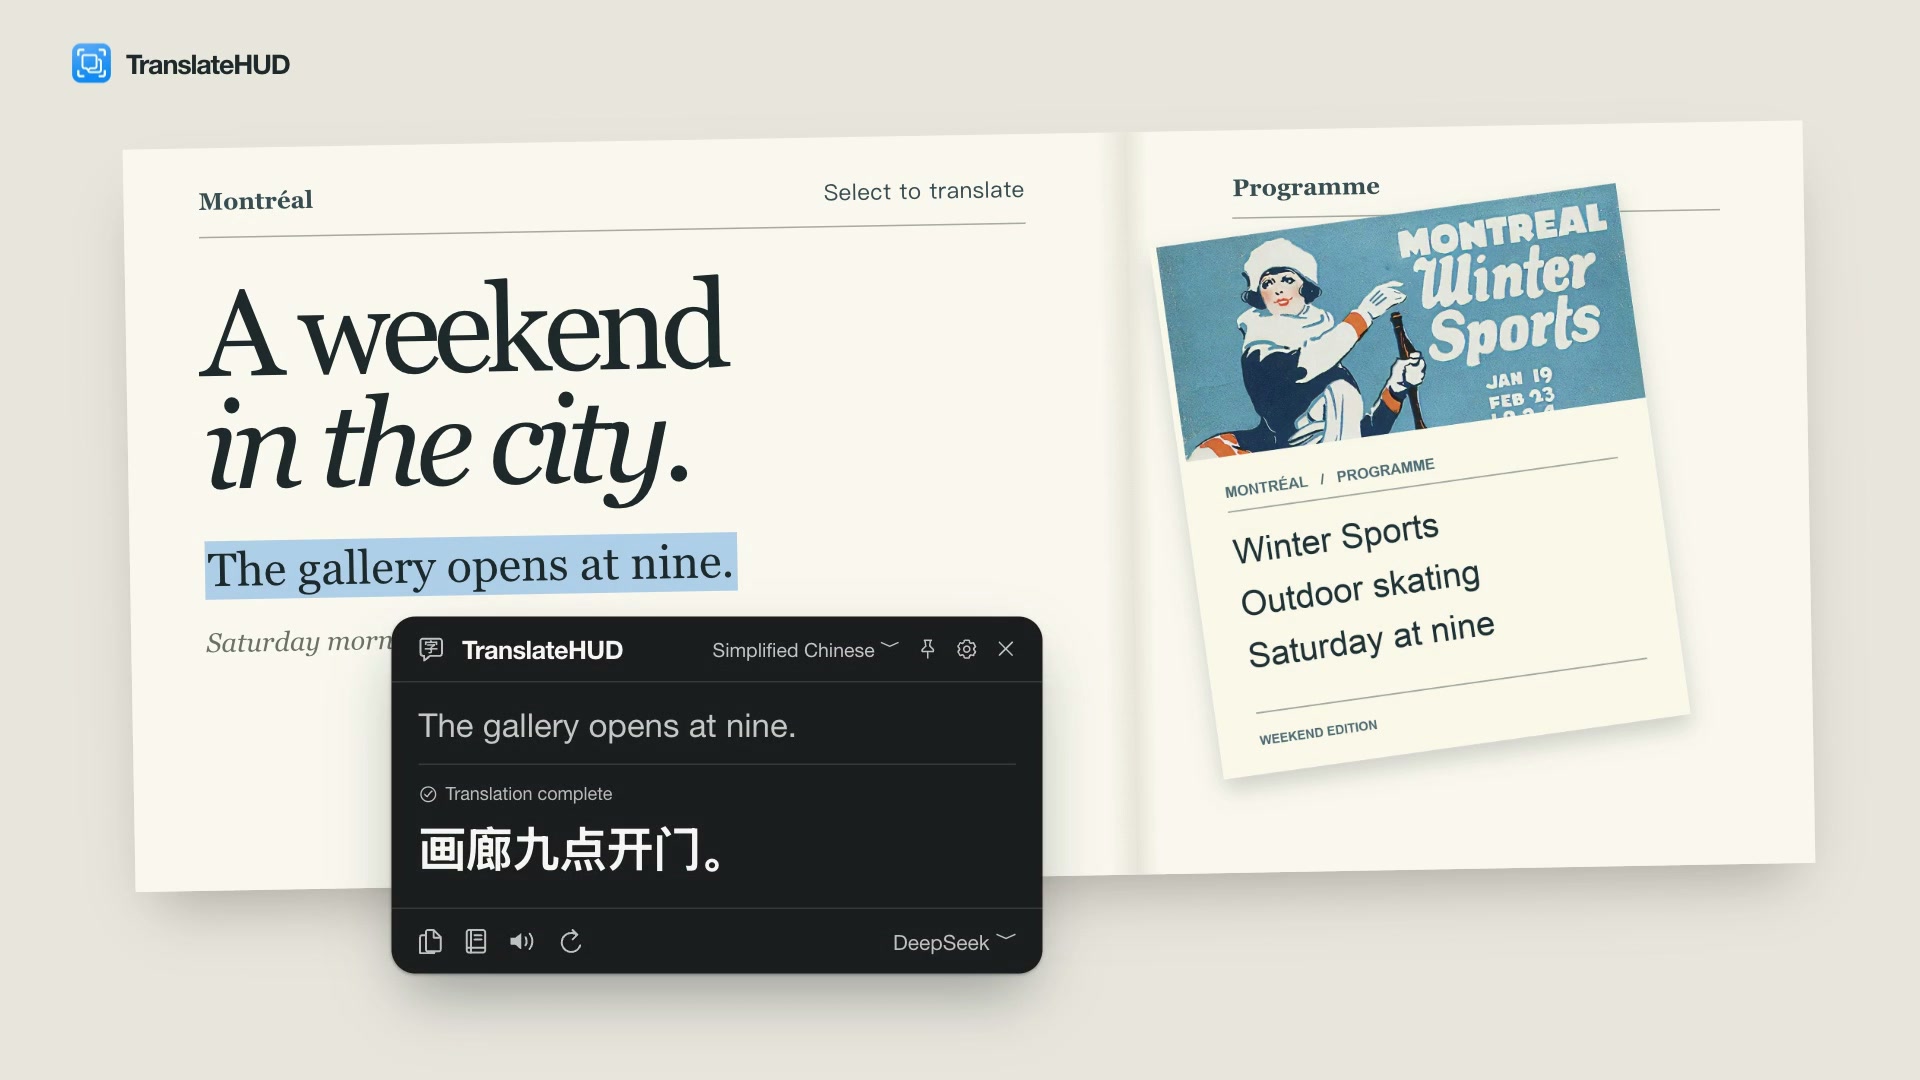 TranslateHUD
Montréal
Select to translate
A weekend
in the city.
The gallery opens at nine.
Saturday morn
Programme
MONTREAL
Winter
Sports
JAN 19
FEB 23
MONTRÉAL / PROGRAMME
Winter Sports
Outdoor skating
Saturday at nine
WEEKEND EDITION
字 TranslateHUD
Simplified Chinese
The gallery opens at nine.
Translation complete
画廊九点开门。
DeepSeek